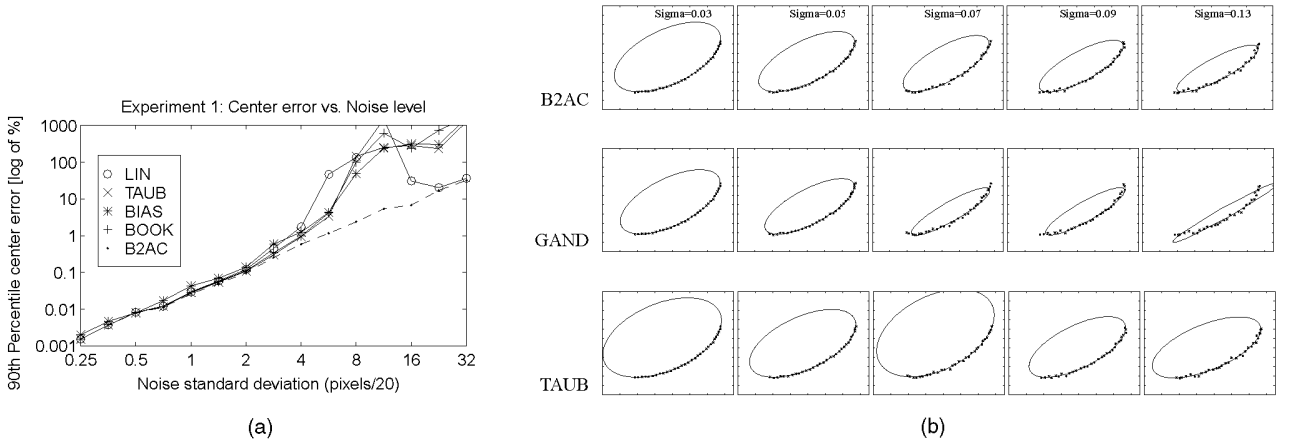 Experiment 1: Center error vs. Noise level
90th Percentile center error [log of %]
1000
100
10
1
0.1
0.01
0.001
LIN
TAUB
BIAS
BOOK
B2AC
0.25 0.5 1 2 4 8 16 32
Noise standard deviation (pixels/20)
(a)
Sigma=0.03 Sigma=0.05 Sigma=0.07 Sigma=0.09 Sigma=0.13
B2AC
GAND
TAUB
(b)